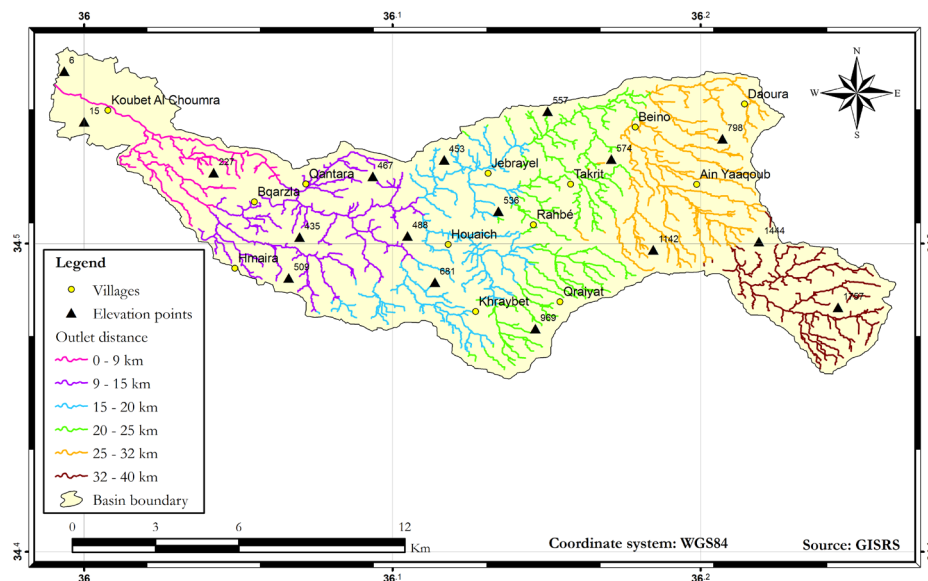 36 36.1 36.2
6
Koubet Al Choumra
15
N
W E
S
Daoura
557
Beino
798
574
453
Jebrayel
467
227
Qantara
Takrit
Ain Yaaqoub
Bqarzla
536
Rahbé
435
488
Houaich
34.5
1142
1444
Hmaira
509
681
Khraybet
Qraiyat
969
1707
Legend
Villages
Elevation points
Outlet distance
0 - 9 km
9 - 15 km
15 - 20 km
20 - 25 km
25 - 32 km
32 - 40 km
Basin boundary
0 3 6 12
Km
Coordinate system: WGS84
Source: GISRS
34.4
36 36.1 36.2